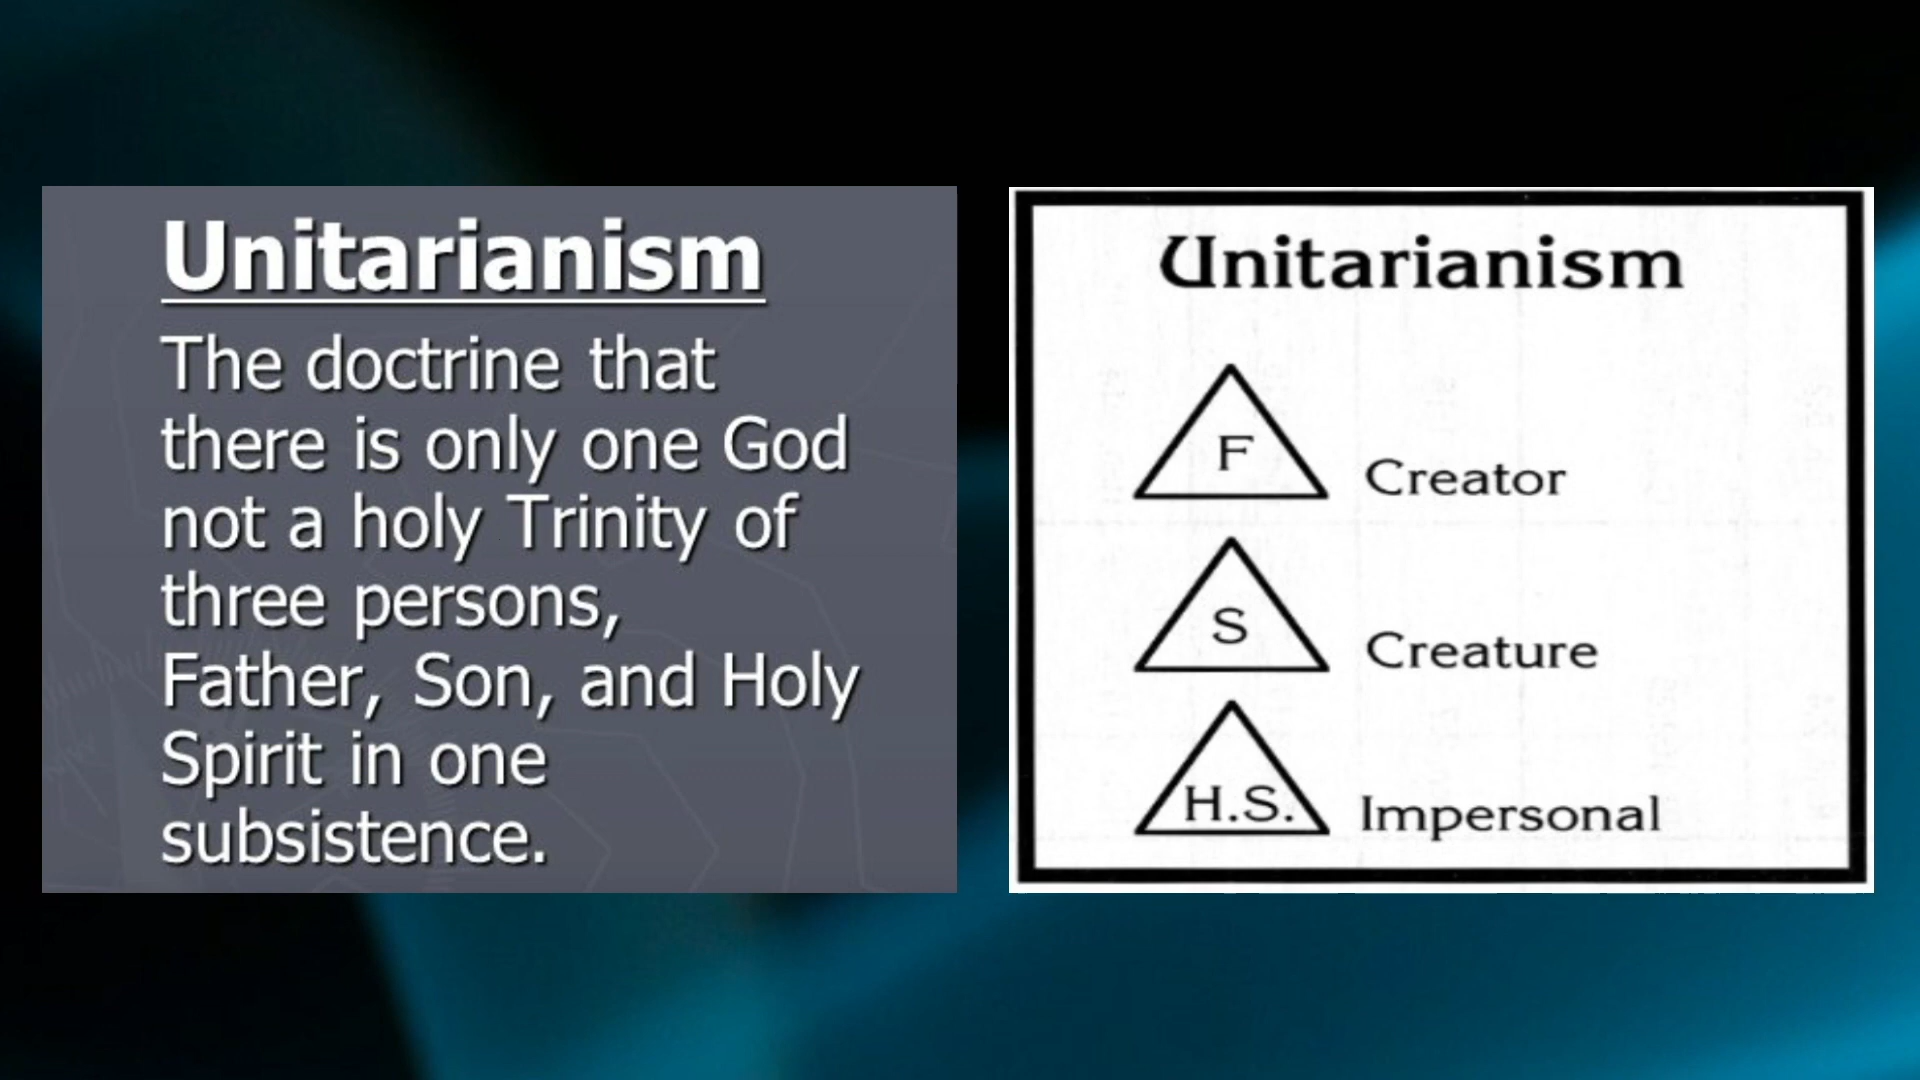 Unitarianism
The doctrine that
there is only one God
not a holy Trinity of
three persons,
Father, Son, and Holy
Spirit in one
subsistence.
Unitarianism
F Creator
S Creature
H.S. Impersonal